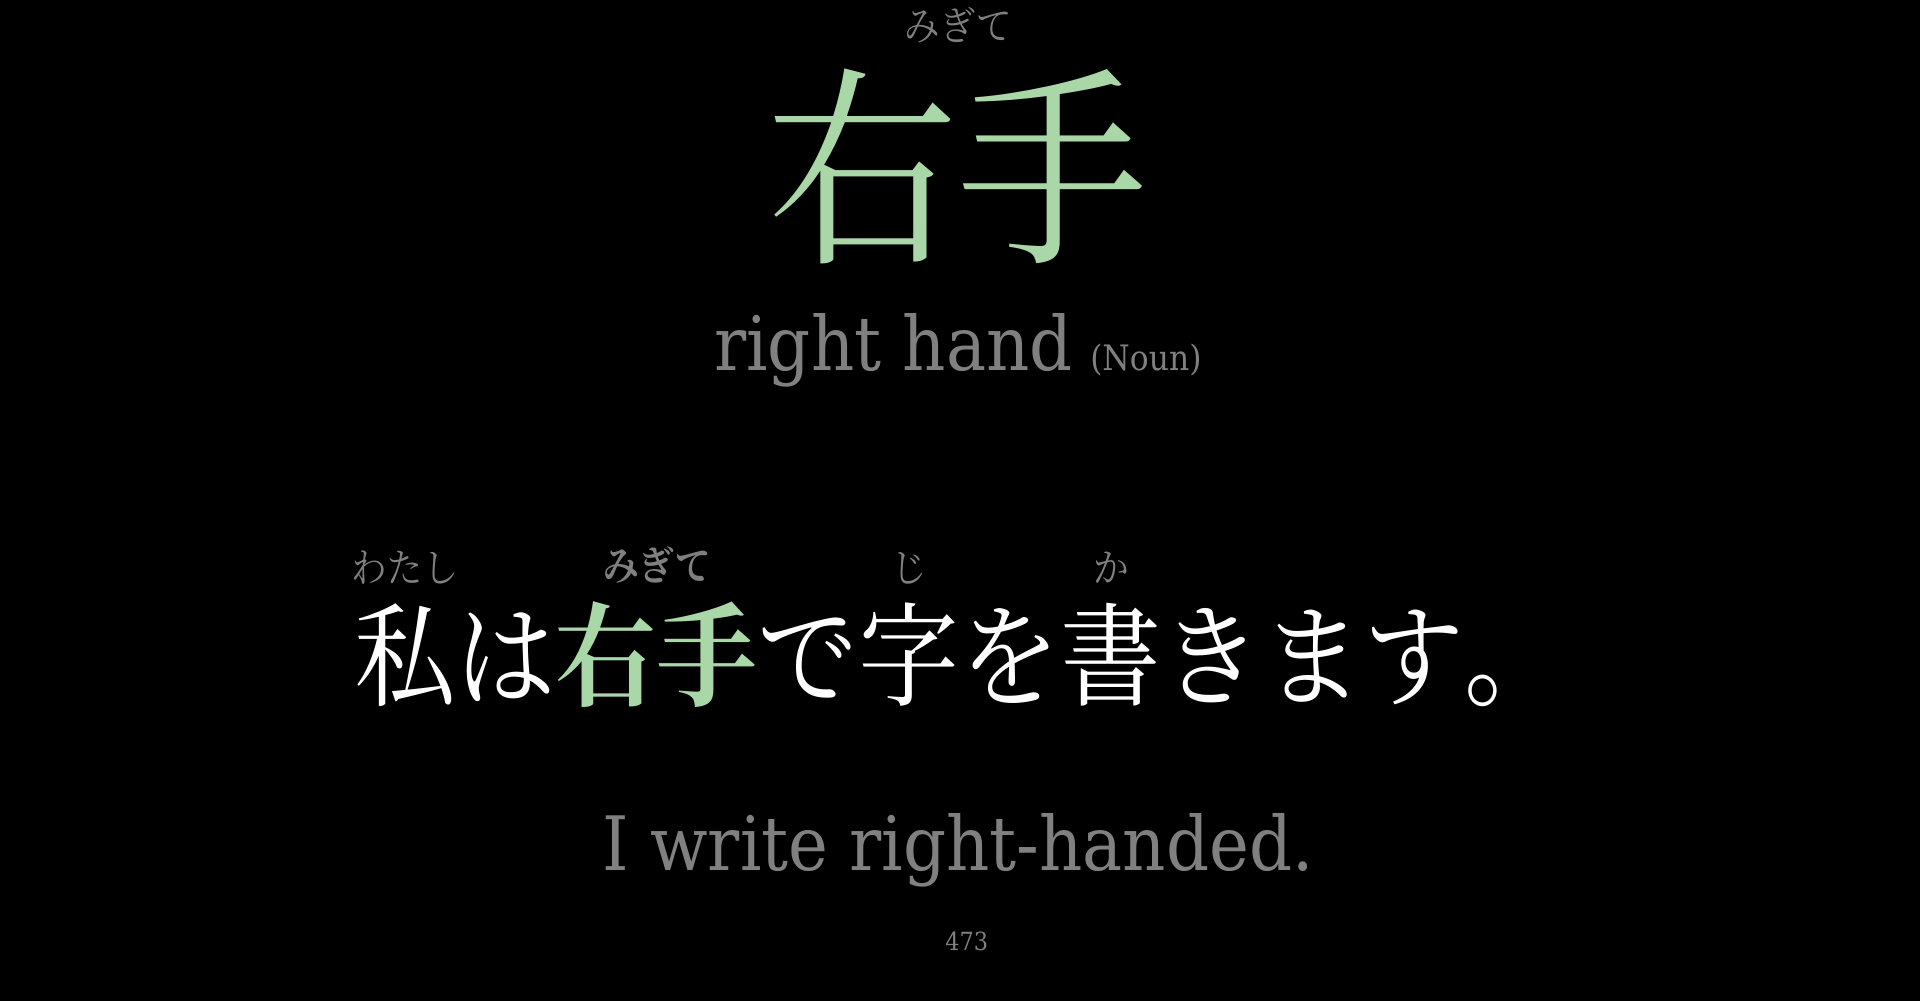 みぎて
右手
right hand (Noun)
わたし みぎて じ か
私は右手で字を書きます。
I write right-handed.
473